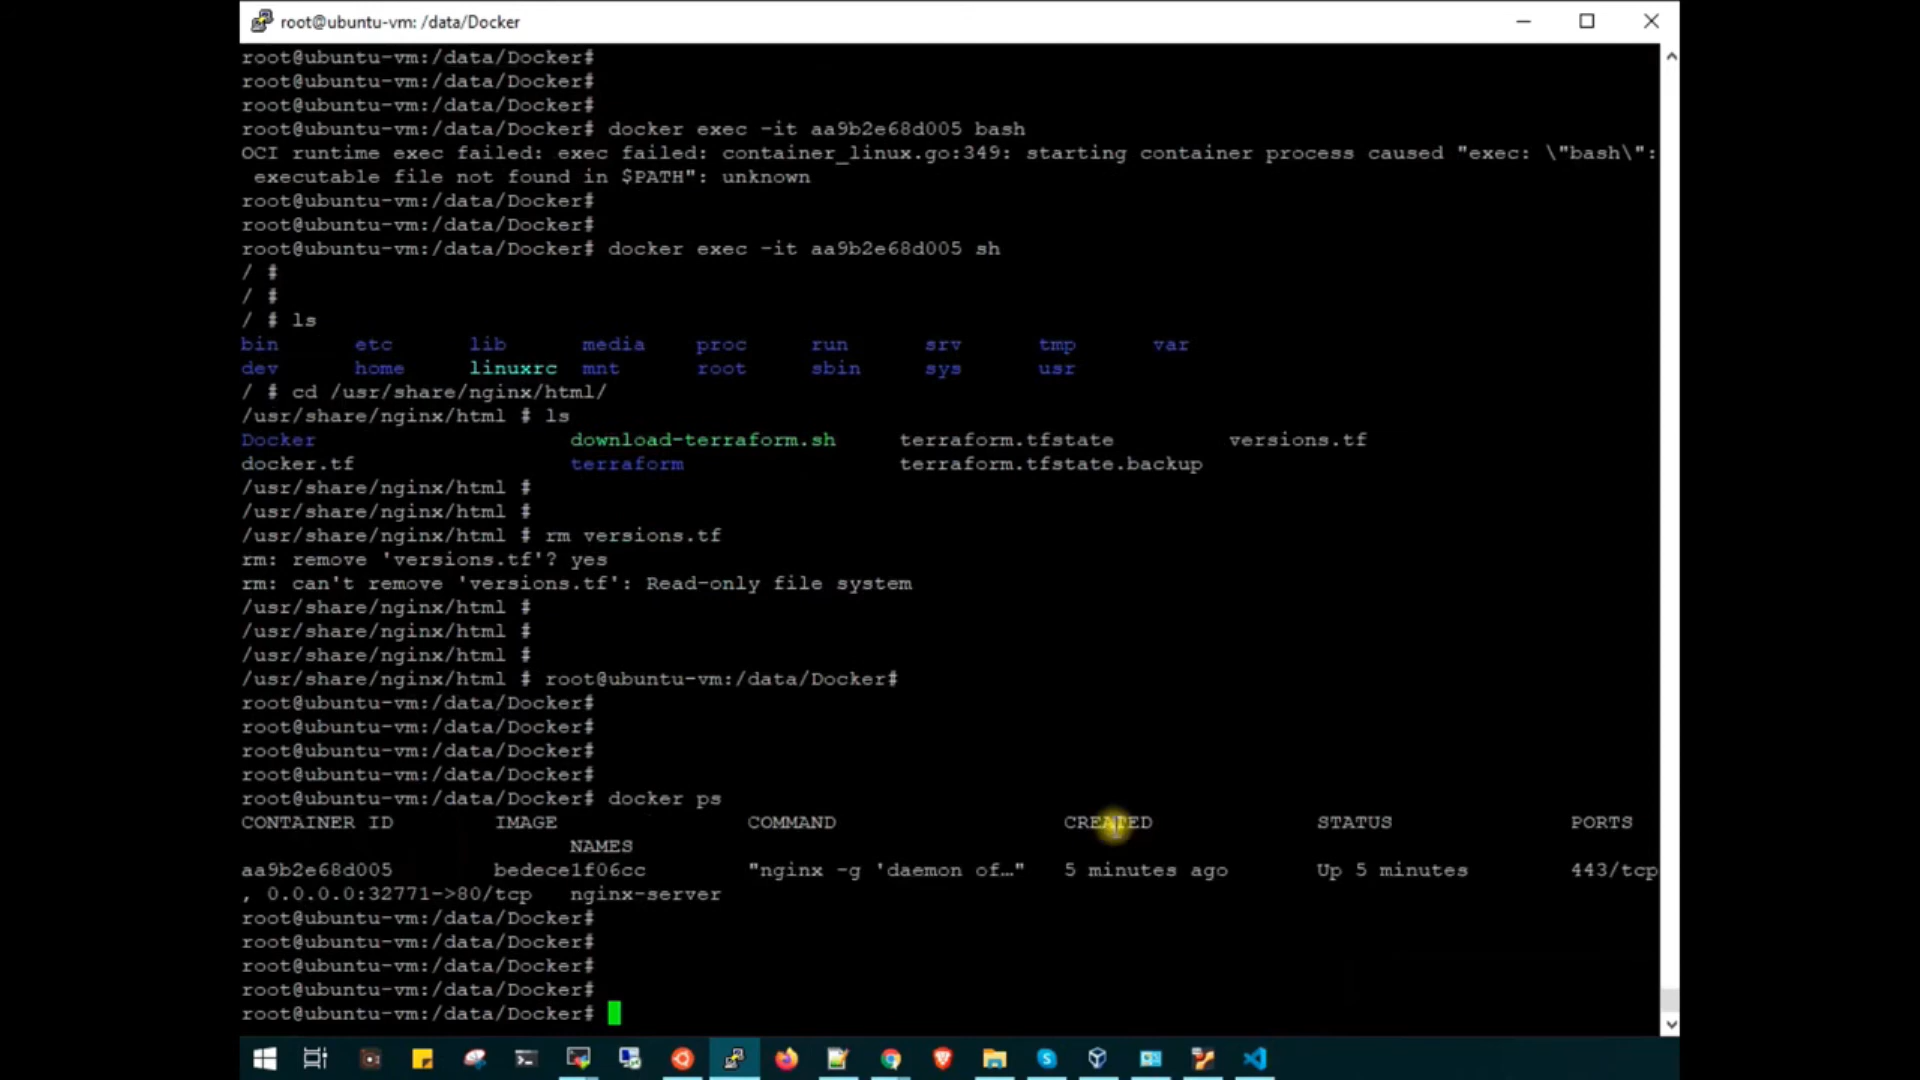 root@ubuntu-vm: /data/Docker
root@ubuntu-vm:/data/Docker#
root@ubuntu-vm:/data/Docker#
root@ubuntu-vm:/data/Docker#
root@ubuntu-vm:/data/Docker# docker exec -it aa9b2e68d005 bash
OCI runtime exec failed: exec failed: container_linux.go:349: starting container process caused "exec: \"bash\":
executable file not found in $PATH": unknown
root@ubuntu-vm:/data/Docker#
root@ubuntu-vm:/data/Docker#
root@ubuntu-vm:/data/Docker# docker exec -it aa9b2e68d005 sh
/ #
/ #
/ # ls
bin etc lib media proc run srv tmp var
dev home linuxrc mnt root sbin sys usr
/ # cd /usr/share/nginx/html/
/usr/share/nginx/html # ls
Docker download-terraform.sh terraform.tfstate versions.tf
docker.tf terraform terraform.tfstate.backup
/usr/share/nginx/html #
/usr/share/nginx/html #
/usr/share/nginx/html # rm versions.tf
rm: remove 'versions.tf'? yes
rm: can't remove 'versions.tf': Read-only file system
/usr/share/nginx/html #
/usr/share/nginx/html #
/usr/share/nginx/html #
/usr/share/nginx/html # root@ubuntu-vm:/data/Docker#
root@ubuntu-vm:/data/Docker#
root@ubuntu-vm:/data/Docker#
root@ubuntu-vm:/data/Docker#
root@ubuntu-vm:/data/Docker#
root@ubuntu-vm:/data/Docker# docker ps
CONTAINER ID IMAGE COMMAND CREATED STATUS PORTS
NAMES
aa9b2e68d005 bedece1f06cc "nginx -g 'daemon of…" 5 minutes ago Up 5 minutes 443/tcp
, 0.0.0.0:32771->80/tcp nginx-server
root@ubuntu-vm:/data/Docker#
root@ubuntu-vm:/data/Docker#
root@ubuntu-vm:/data/Docker#
root@ubuntu-vm:/data/Docker#
root@ubuntu-vm:/data/Docker#